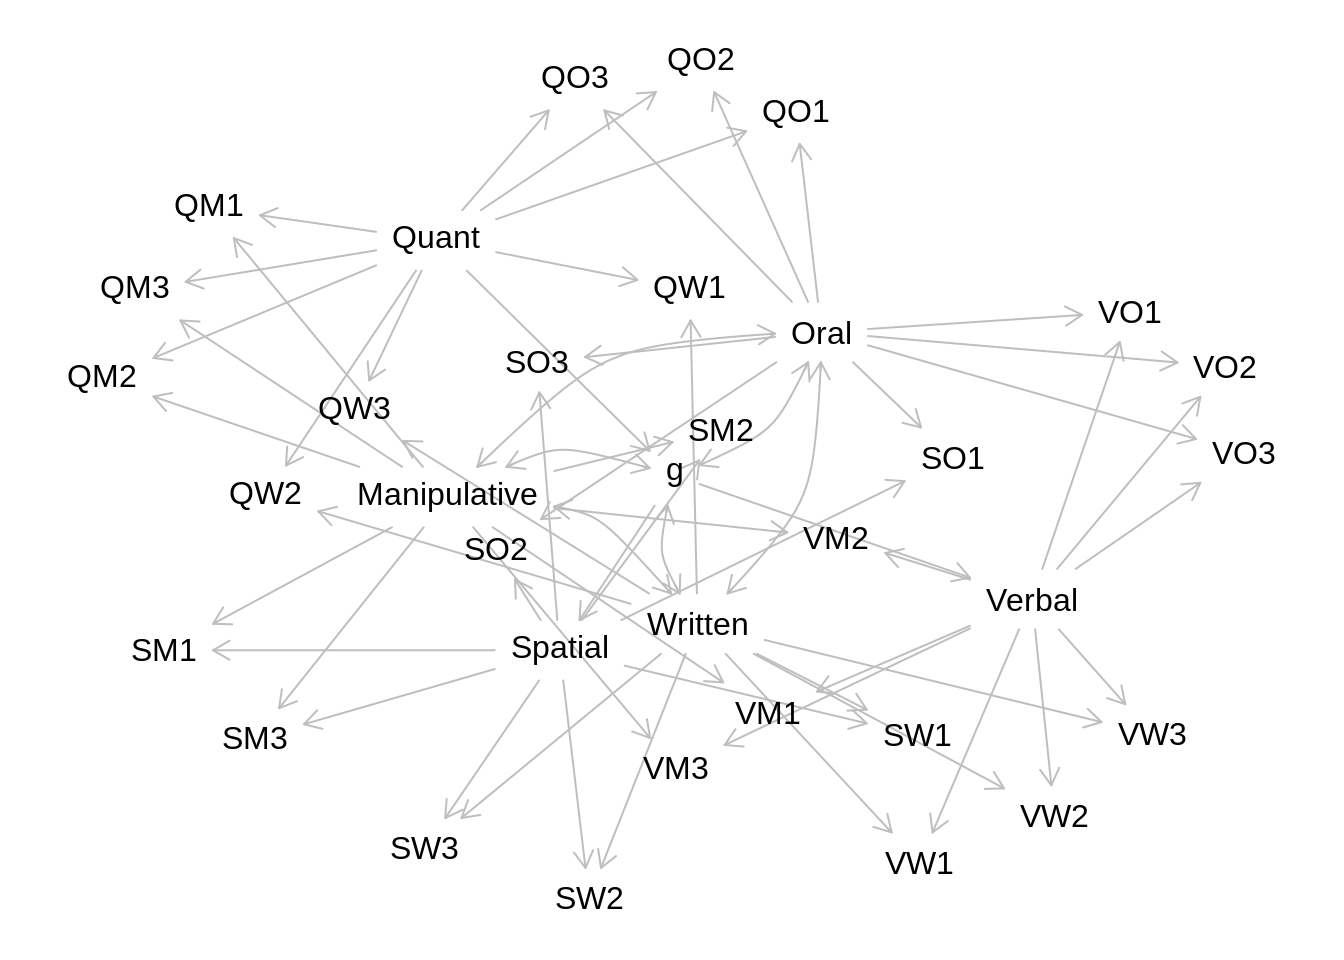 QO2
QO3
QO1
QM1
Quant
QM3
QW1
VO1
Oral
SO3
VO2
QM2
QW3
SM2
VO3
SO1
g
QW2
Manipulative
VM2
SO2
Verbal
Written
Spatial
SM1
VM1
SW1
VW3
SM3
VM3
VW2
SW3
VW1
SW2